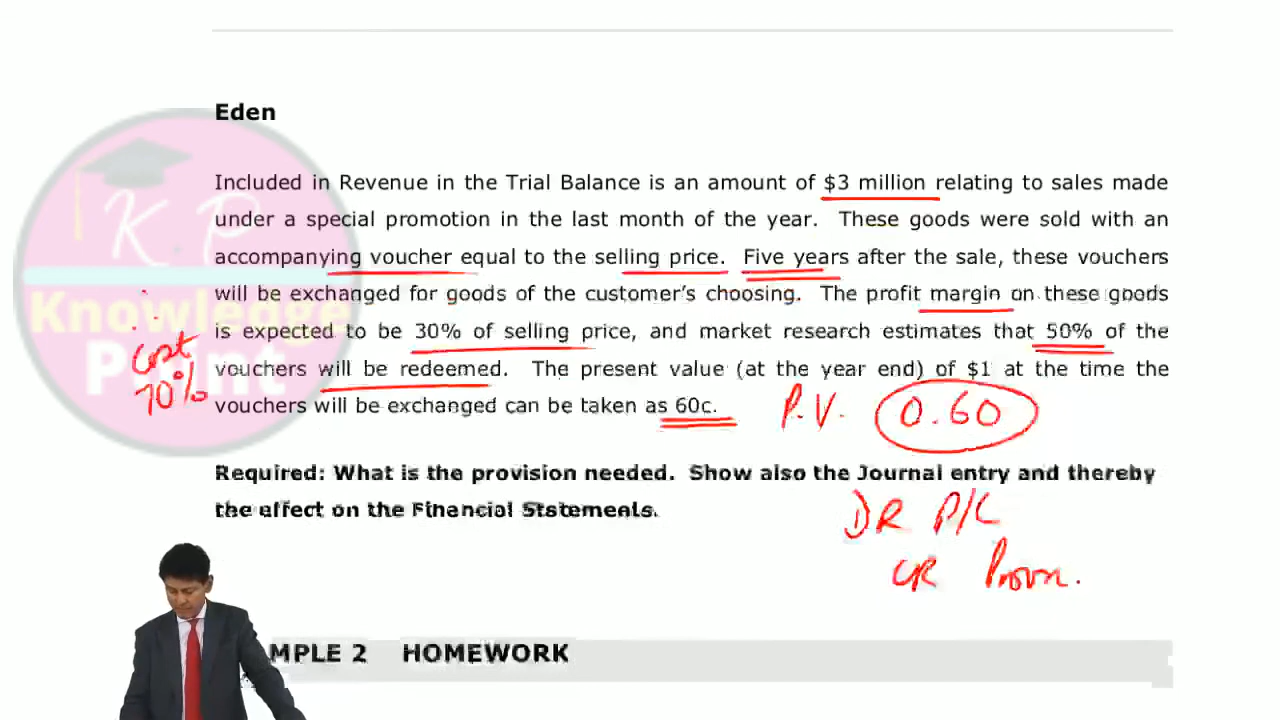 Eden
Included in Revenue in the Trial Balance is an amount of $3 million relating to sales made
under a special promotion in the last month of the year. These goods were sold with an
accompanying voucher equal to the selling price. Five years after the sale, these vouchers
will be exchanged for goods of the customer's choosing. The profit margin on these goods
is expected to be 30% of selling price, and market research estimates that 50% of the
vouchers will be redeemed. The present value (at the year end) of $1 at the time the
vouchers will be exchanged can be taken as 60c.
P.V. 0.60
cost
70%
K.P
Knowledge
Point
Required: What is the provision needed. Show also the Journal entry and thereby
the effect on the Financial Statements.
DR P/L
CR Provn.
MPLE 2 HOMEWORK